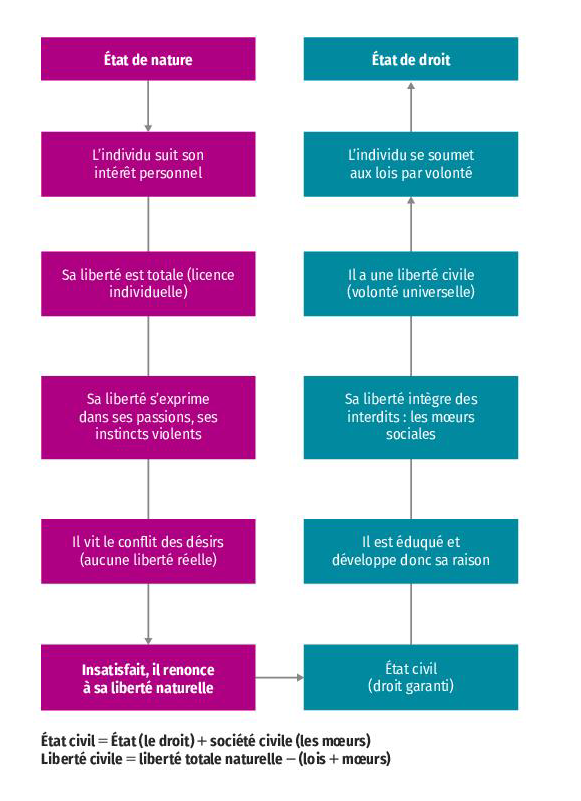 État de nature
L'individu suit son
intérêt personnel
Sa liberté est totale (licence
individuelle)
Sa liberté s'exprime
dans ses passions, ses
instincts violents
Il vit le conflit des désirs
(aucune liberté réelle)
Insatisfait, il renonce
à sa liberté naturelle
État de droit
L'individu se soumet
aux lois par volonté
Il a une liberté civile
(volonté universelle)
Sa liberté intègre des
interdits : les mœurs
sociales
Il est éduqué et
développe donc sa raison
État civil
(droit garanti)
État civil = État (le droit) + société civile (les mœurs)
Liberté civile = liberté totale naturelle − (lois + mœurs)